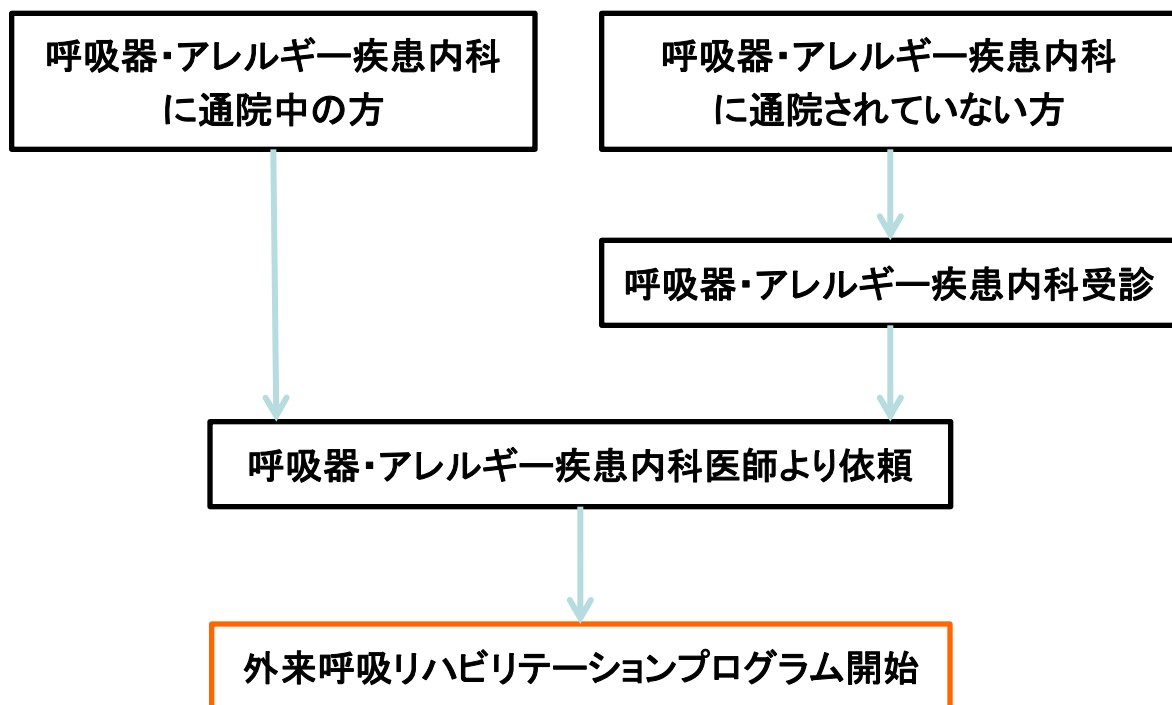 呼吸器・アレルギー疾患内科
に通院中の方
呼吸器・アレルギー疾患内科
に通院されていない方
呼吸器・アレルギー疾患内科受診
呼吸器・アレルギー疾患内科医師より依頼
外来呼吸リハビリテーションプログラム開始